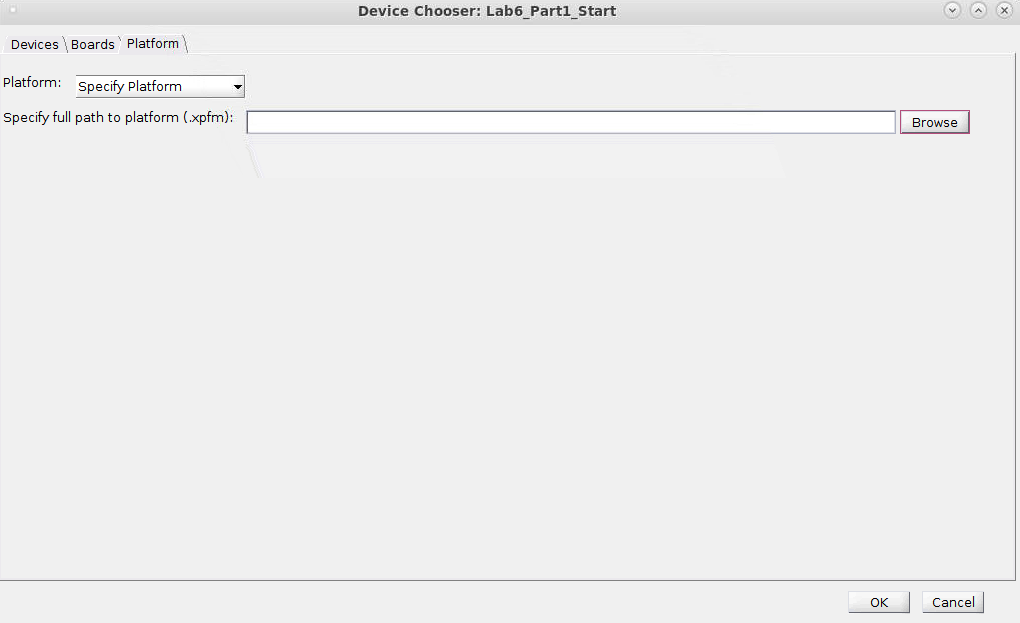 Device Chooser: Lab6_Part1_Start
Devices Boards Platform
Platform: Specify Platform
Specify full path to platform (.xpfm): Browse
OK Cancel